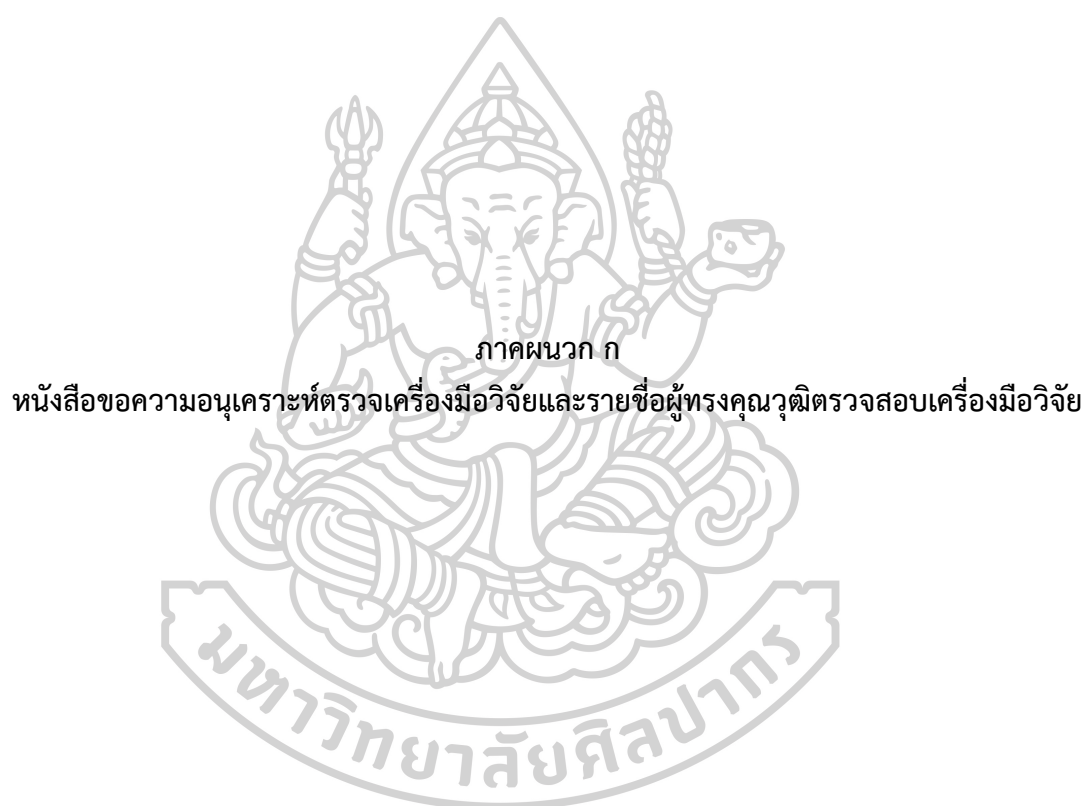 ภาคผนวก ก
หนังสือขอความอนุเคราะห์ตรวจเครื่องมือวิจัยและรายชื่อผู้ทรงคุณวุฒิตรวจสอบเครื่องมือวิจัย
มหาวิทยาลัยศิลปากร